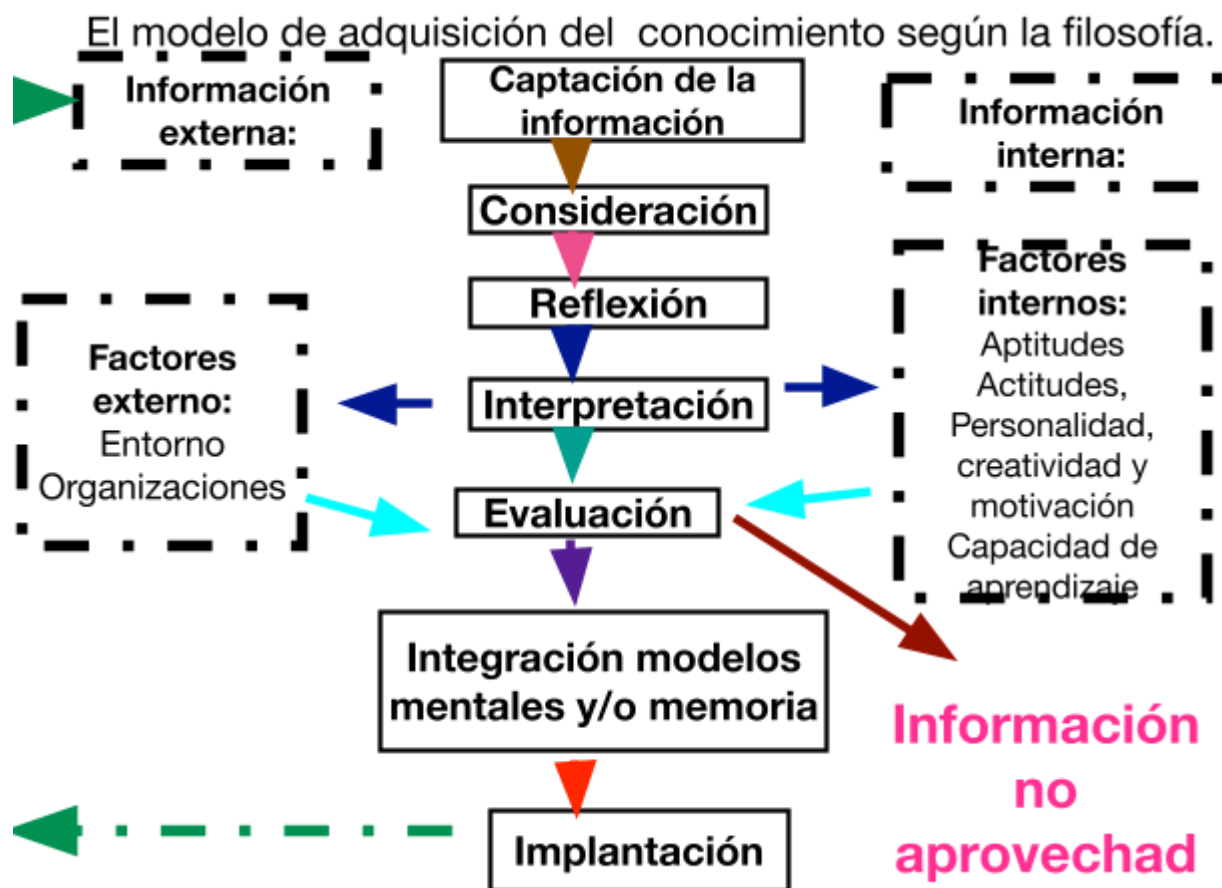 El modelo de adquisición del conocimiento según la filosofía.
Información
externa:
Captación de la
información
Información
interna:
Consideración
Reflexión
Factores
externo:
Entorno
Organizaciones
Interpretación
Factores
internos:
Aptitudes
Actitudes,
Personalidad,
creatividad y
motivación
Capacidad de
aprendizaje
Evaluación
Integración modelos
mentales y/o memoria
Información
no
aprovechad
Implantación